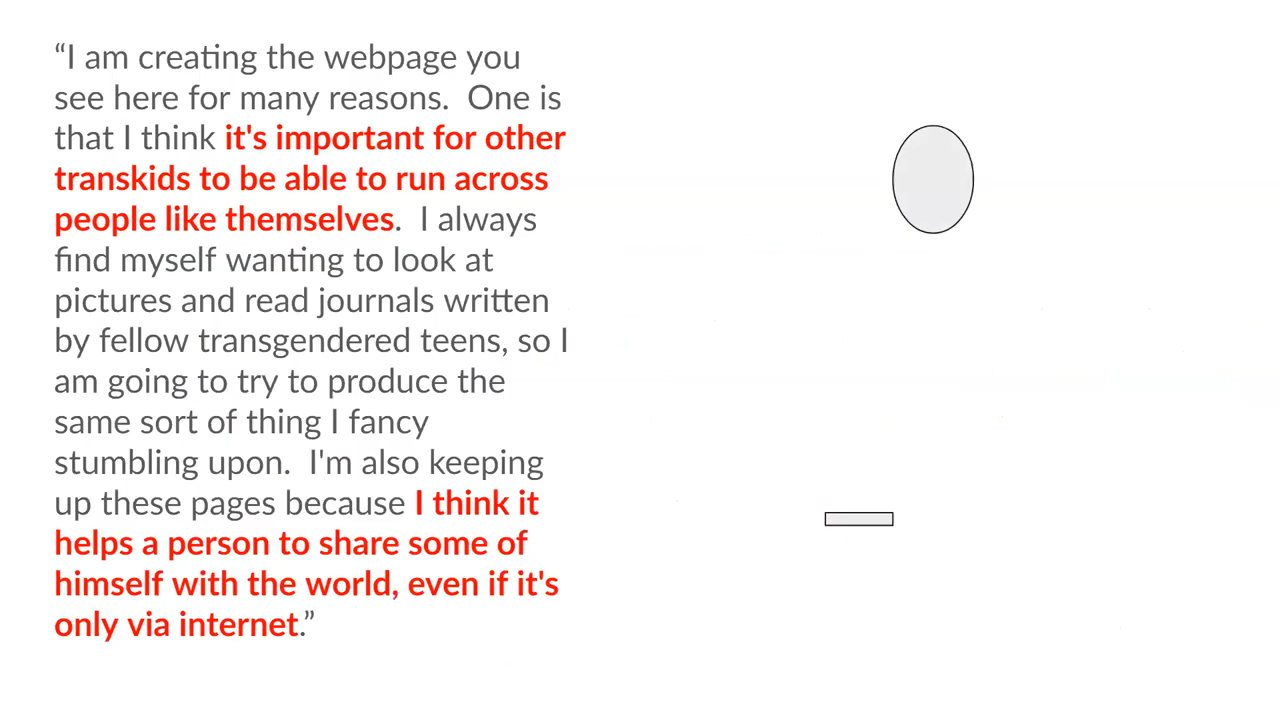 “I am creating the webpage you
see here for many reasons.  One is
that I think it's important for other
transkids to be able to run across
people like themselves.  I always
find myself wanting to look at
pictures and read journals written
by fellow transgendered teens, so I
am going to try to produce the
same sort of thing I fancy
stumbling upon.  I'm also keeping
up these pages because I think it
helps a person to share some of
himself with the world, even if it's
only via internet.”